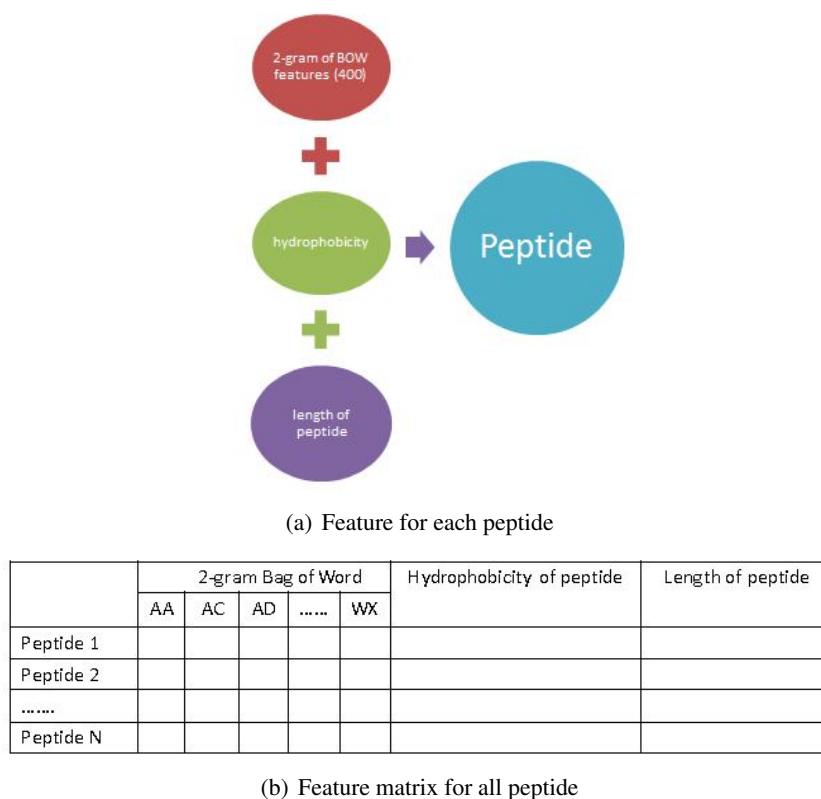 2-gram of BOW
features (400)
hydrophobicity
Peptide
length of
peptide
(a) Feature for each peptide
2-gram Bag of Word Hydrophobicity of peptide Length of peptide
AA AC AD ...... WX
Peptide 1
Peptide 2
.......
Peptide N
(b) Feature matrix for all peptide